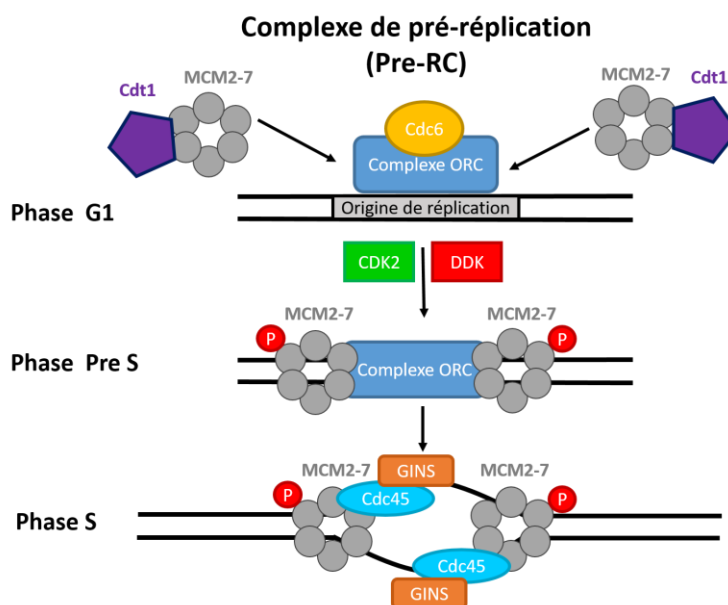 Complexe de pré-réplication
(Pre-RC)
Cdt1
MCM2-7
MCM2-7
Cdt1
Cdc6
Complexe ORC
Phase G1
Origine de réplication
CDK2
DDK
MCM2-7
MCM2-7
P
P
Phase Pre S
Complexe ORC
MCM2-7
GINS
MCM2-7
P
Cdc45
P
Phase S
Cdc45
GINS